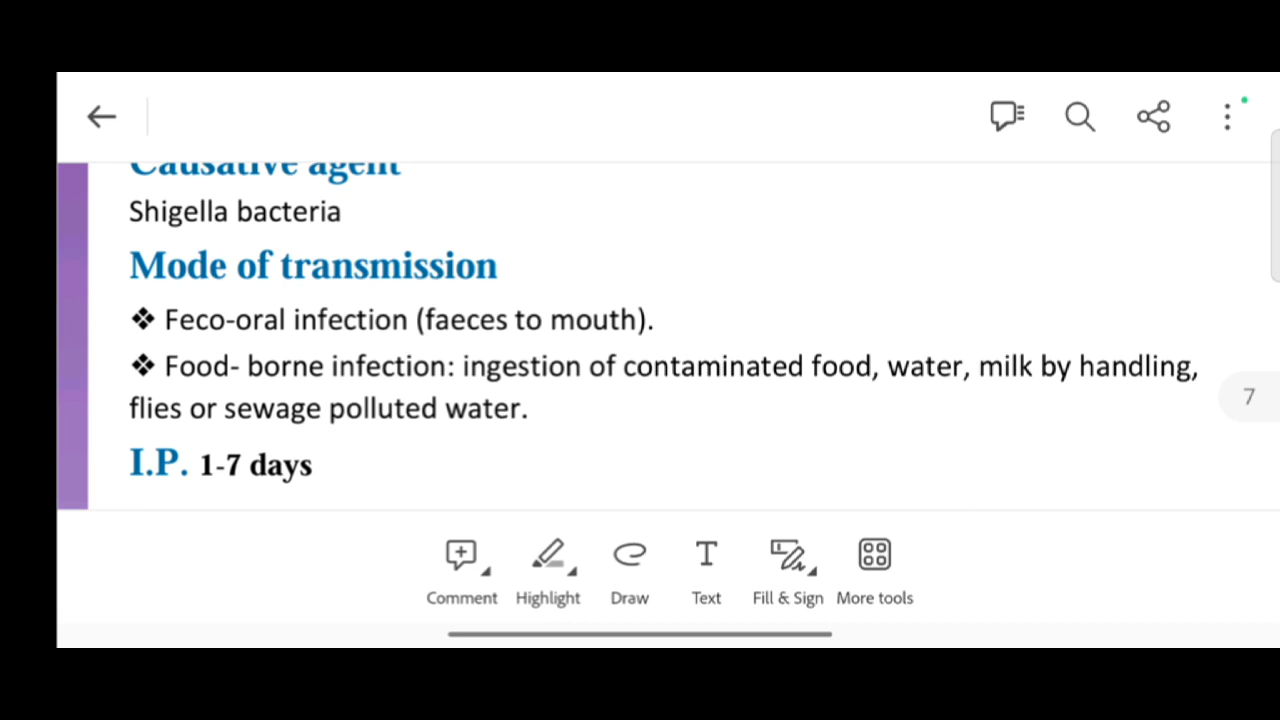 Causative agent
Shigella bacteria
Mode of transmission
❖ Feco-oral infection (faeces to mouth).
❖ Food- borne infection: ingestion of contaminated food, water, milk by handling,
flies or sewage polluted water.
7
I.P. 1-7 days
Comment Highlight Draw Text Fill & Sign More tools